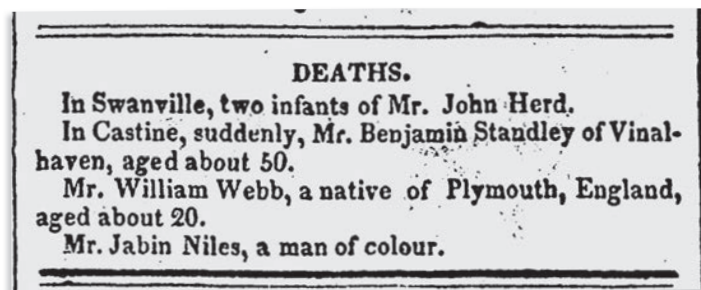 DEATHS.
In Swanville, two infants of Mr. John Herd.
In Castine, suddenly, Mr. Benjamin Standley of Vinal-
haven, aged about 50.
Mr. William Webb, a native of Plymouth, England,
aged about 20.
Mr. Jabin Niles, a man of colour.